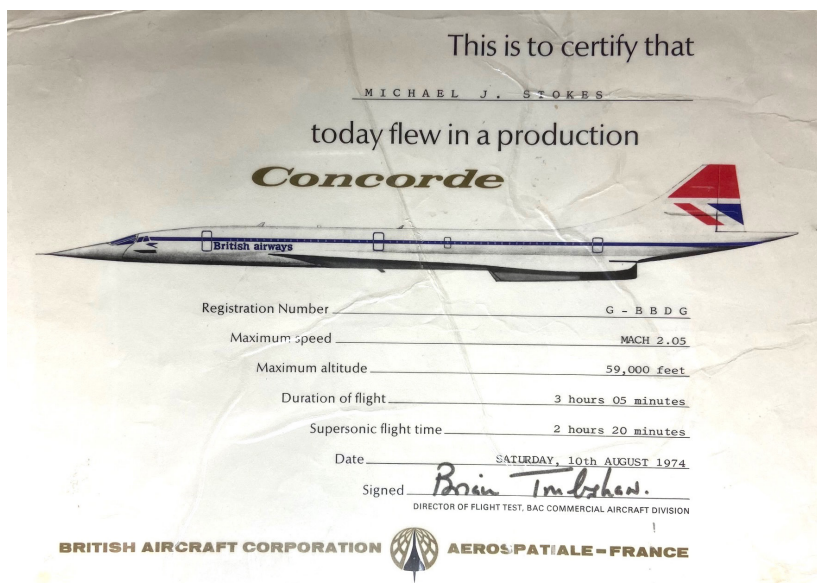 This is to certify that
MICHAEL J. STOKES
today flew in a production
Concorde
British airways
Registration Number G-BBDG
Maximum speed MACH 2.05
Maximum altitude 59,000 feet
Duration of flight 3 hours 05 minutes
Supersonic flight time 2 hours 20 minutes
Date SATURDAY, 10th AUGUST 1974
Signed Brian Trubshaw.
DIRECTOR OF FLIGHT TEST, BAC COMMERCIAL AIRCRAFT DIVISION
BRITISH AIRCRAFT CORPORATION AEROSPATIALE-FRANCE